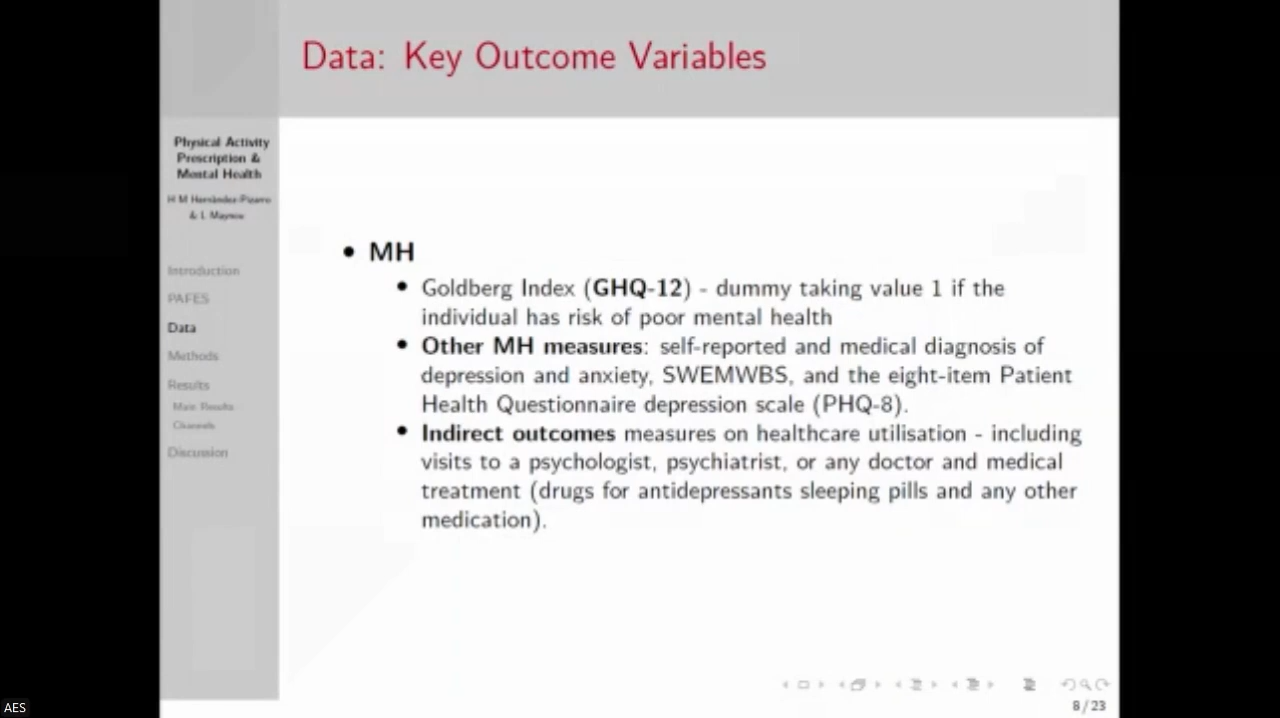 Data: Key Outcome Variables
Physical Activity
Prescription &
Mental Health
H M Hernández-Pizarro
& L Maynou
Introduction
PAFES
Data
Methods
Results
Main Results
Channels
Discussion
• MH
• Goldberg Index (GHQ-12) - dummy taking value 1 if the
individual has risk of poor mental health
• Other MH measures: self-reported and medical diagnosis of
depression and anxiety, SWEMWBS, and the eight-item Patient
Health Questionnaire depression scale (PHQ-8).
• Indirect outcomes measures on healthcare utilisation - including
visits to a psychologist, psychiatrist, or any doctor and medical
treatment (drugs for antidepressants sleeping pills and any other
medication).
8/23
AES